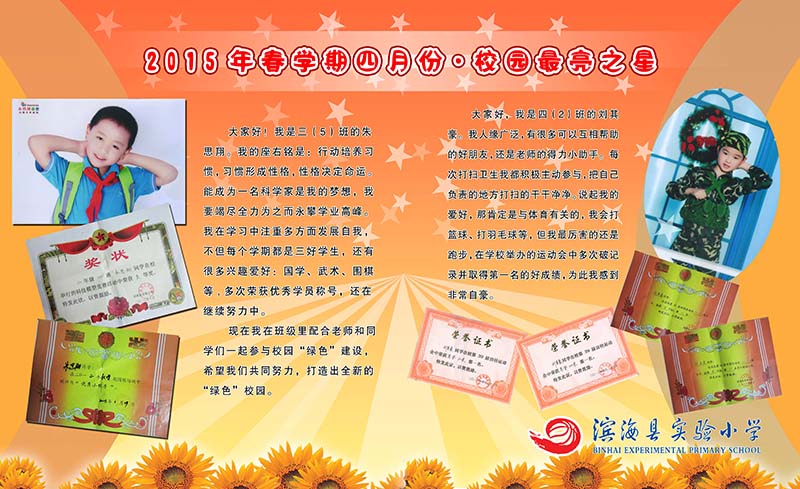 2015年春学期四月份·校园最亮之星
大家好！我是三（5）班的朱
思翔。我的座右铭是：行动培养习
惯，习惯形成性格，性格决定命运。
能成为一名科学家是我的梦想，我
要竭尽全力为之而永攀学业高峰。
我在学习中注重多方面发展自我，
不但每个学期都是三好学生，还有
很多兴趣爱好：国学、武术、围棋
等，多次荣获优秀学员称号，还在
继续努力中。
现在我在班级里配合老师和同
学们一起参与校园“绿色”建设，
希望我们共同努力，打造出全新的
“绿色”校园。
大家好，我是四（2）班的刘其
豪。我人缘广泛，有很多可以互相帮助
的好朋友，还是老师的得力小助手。每
次打扫卫生我都积极主动参与，把自己
负责的地方打扫的干干净净。说起我的
爱好，那肯定是与体育有关的，我会打
篮球、打羽毛球等，但我最厉害的还是
跑步，在学校举办的运动会中多次破记
录并取得第一名的好成绩，为此我感到
非常自豪。
奖状
荣誉证书
荣誉证书
滨海县实验小学
BINHAI EXPERIMENTAL PRIMARY SCHOOL